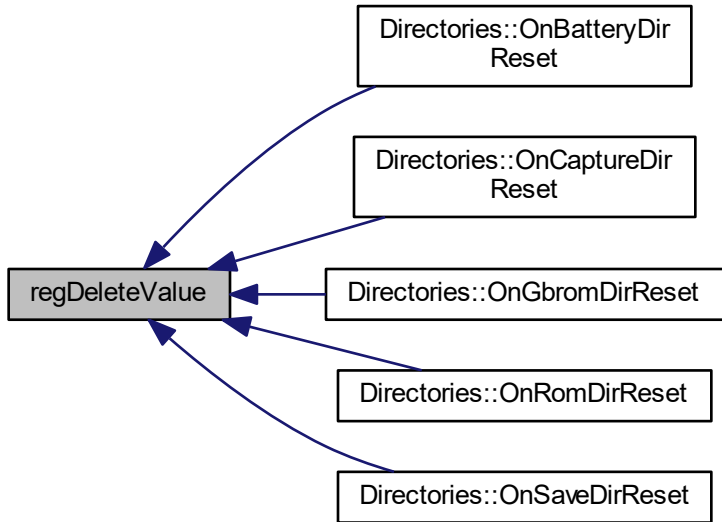 Directories::OnBatteryDir
Reset
Directories::OnCaptureDir
Reset
regDeleteValue
Directories::OnGbromDirReset
Directories::OnRomDirReset
Directories::OnSaveDirReset